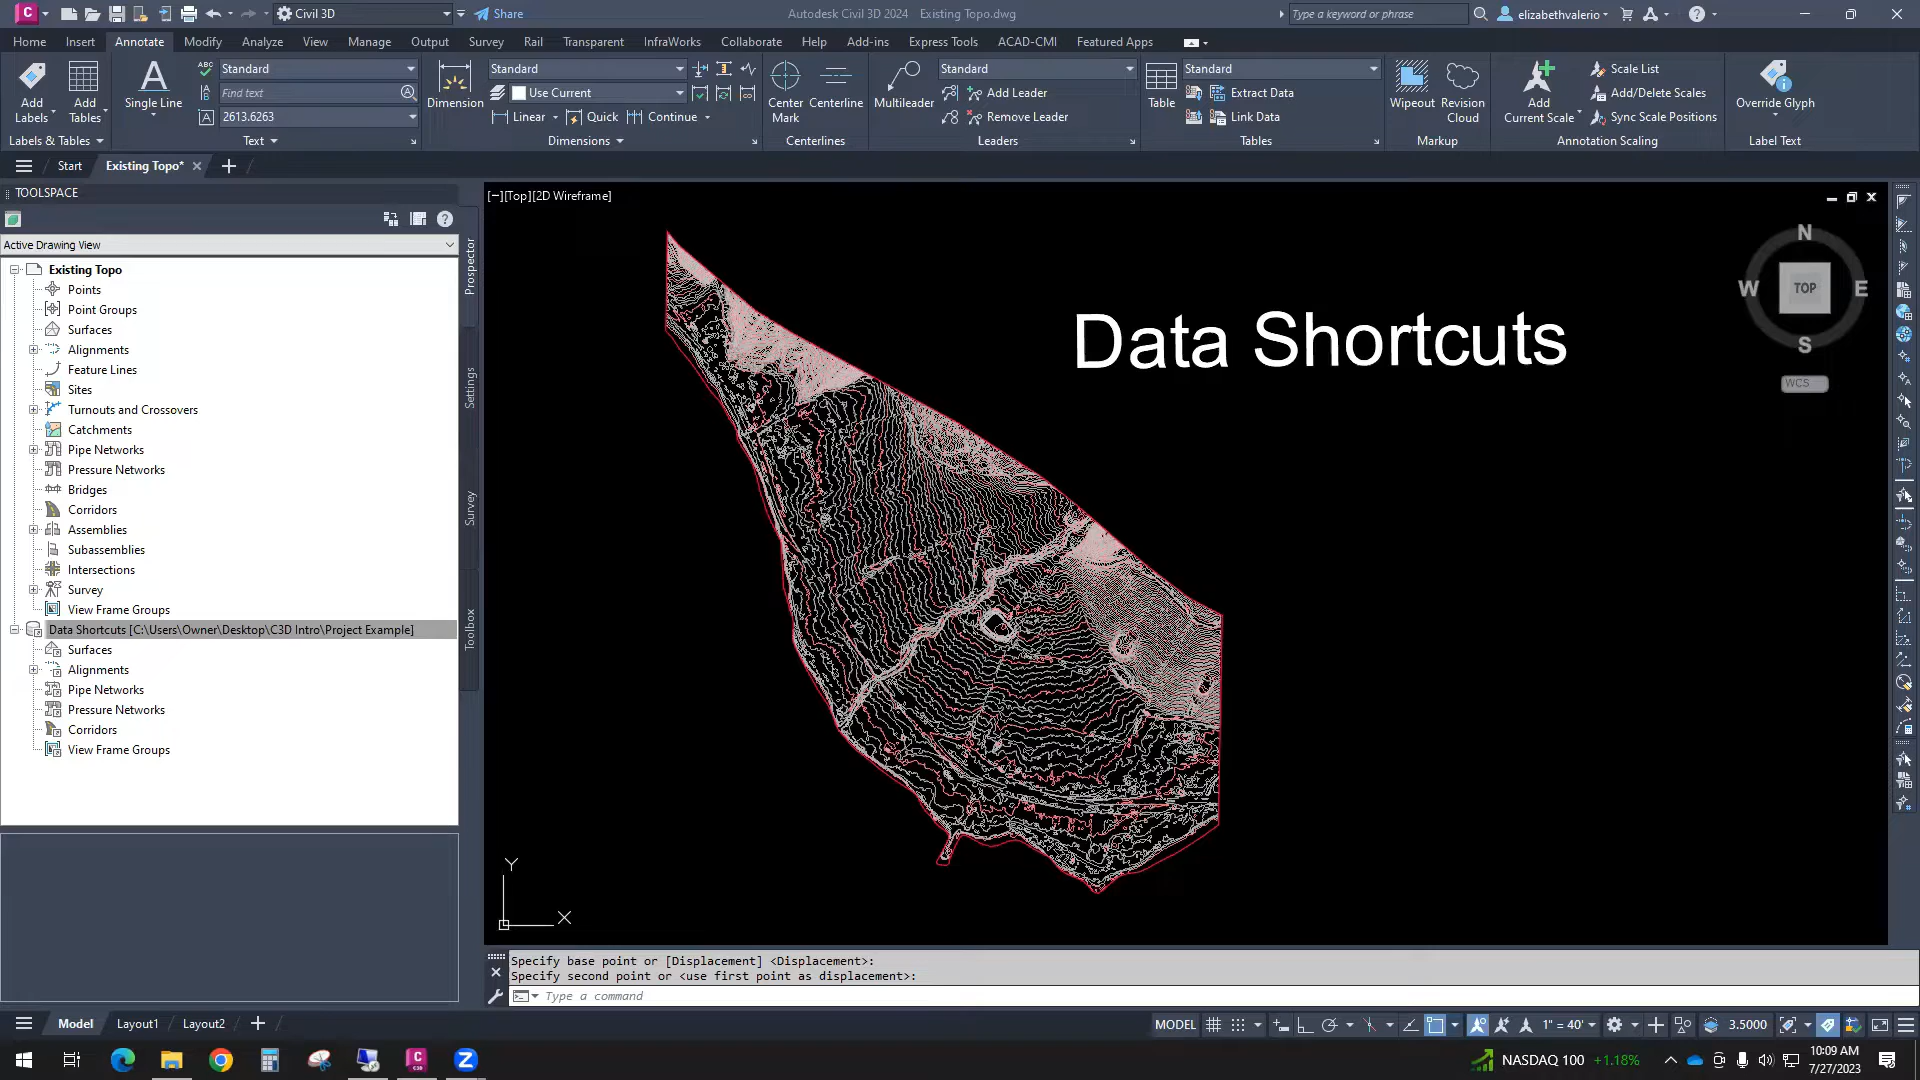 Civil 3D
Share
Autodesk Civil 3D 2024 Existing Topo.dwg
Type a keyword or phrase
elizabethvalerio
Home Insert Annotate Modify Analyze View Manage Output Survey Rail Transparent InfraWorks Collaborate Help Add-ins Express Tools ACAD-CMI Featured Apps
Add Labels
Add Tables
Labels & Tables
Single Line
Standard
Find text
2613.6263
Text
Dimension
Standard
Use Current
Linear Quick Continue
Dimensions
Center Mark
Centerline
Centerlines
Multileader
Standard
Add Leader
Remove Leader
Leaders
Table
Standard
Extract Data
Link Data
Tables
Wipeout
Revision Cloud
Markup
Add Current Scale
Scale List
Add/Delete Scales
Sync Scale Positions
Annotation Scaling
Override Glyph
Label Text
Start Existing Topo*
TOOLSPACE
Active Drawing View
Existing Topo
Points
Point Groups
Surfaces
Alignments
Feature Lines
Sites
Turnouts and Crossovers
Catchments
Pipe Networks
Pressure Networks
Bridges
Corridors
Assemblies
Subassemblies
Intersections
Survey
View Frame Groups
Data Shortcuts [C:\Users\Owner\Desktop\C3D Intro\Project Example]
Surfaces
Alignments
Pipe Networks
Pressure Networks
Corridors
View Frame Groups
Prospector
Settings
Survey
Toolbox
[−][Top][2D Wireframe]
Data Shortcuts
N
W TOP E
S
WCS
Y
X
Specify base point or [Displacement] <Displacement>:
Specify second point or <use first point as displacement>:
Type a command
Model Layout1 Layout2
MODEL
1" = 40'
3.5000
NASDAQ 100 +1.18%
10:09 AM
7/27/2023